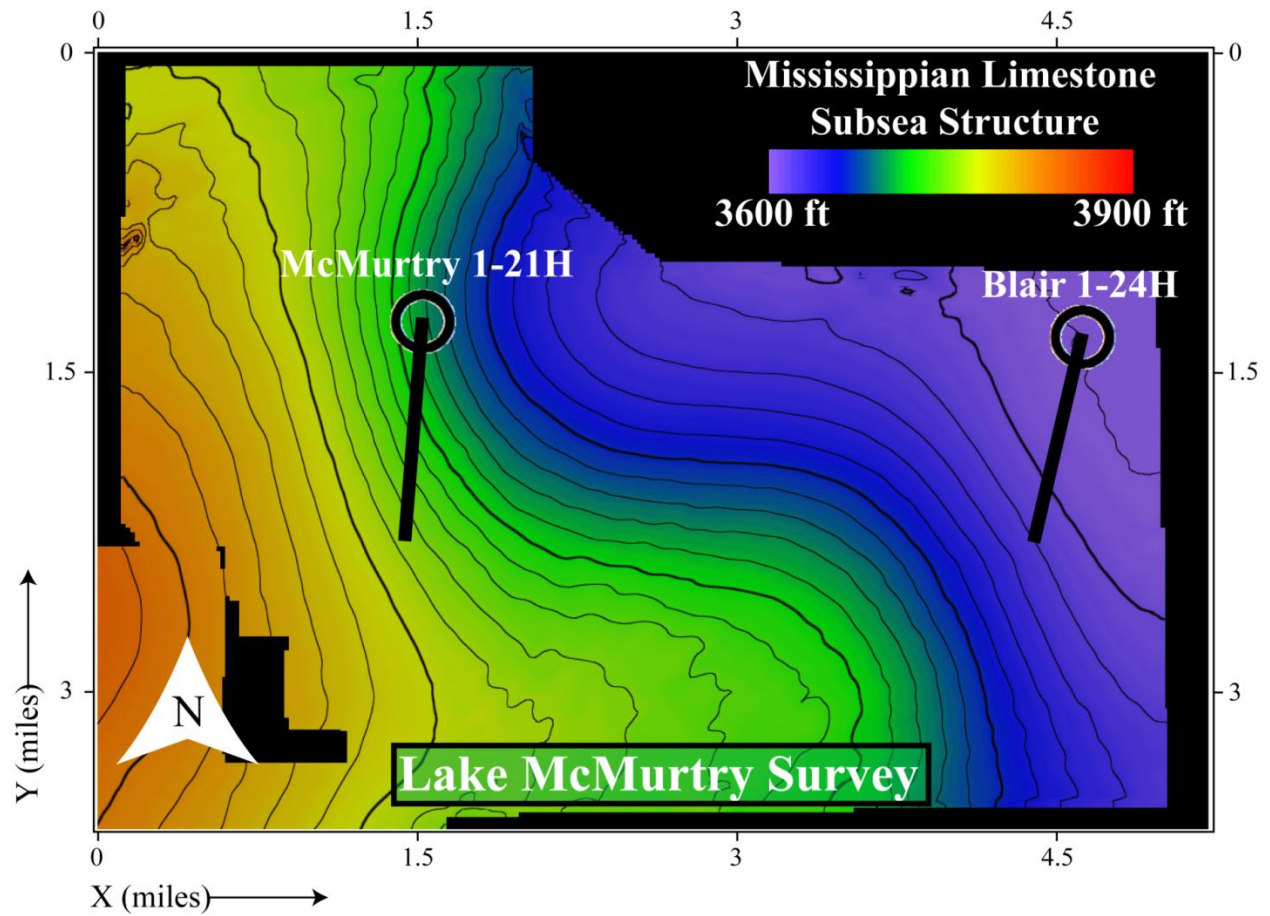 0 1.5 3 4.5
0 0
Mississippian Limestone
Subsea Structure
3600 ft 3900 ft
McMurtry 1-21H
Blair 1-24H
1.5 1.5
3 3
N
Lake McMurtry Survey
Y (miles)
0 1.5 3 4.5
X (miles)